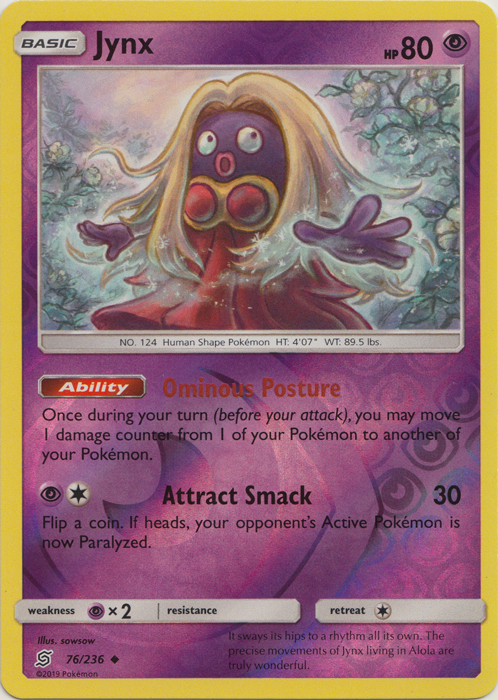 BASIC Jynx HP 80
NO. 124 Human Shape Pokémon HT: 4'07" WT: 89.5 lbs.
Ability Ominous Posture
Once during your turn (before your attack), you may move
1 damage counter from 1 of your Pokémon to another of
your Pokémon.
Attract Smack 30
Flip a coin. If heads, your opponent's Active Pokémon is
now Paralyzed.
weakness ×2 resistance retreat
Illus. sowsow
76/236
©2019 Pokémon
It sways its hips to a rhythm all its own. The
precise movements of Jynx living in Alola are
truly wonderful.